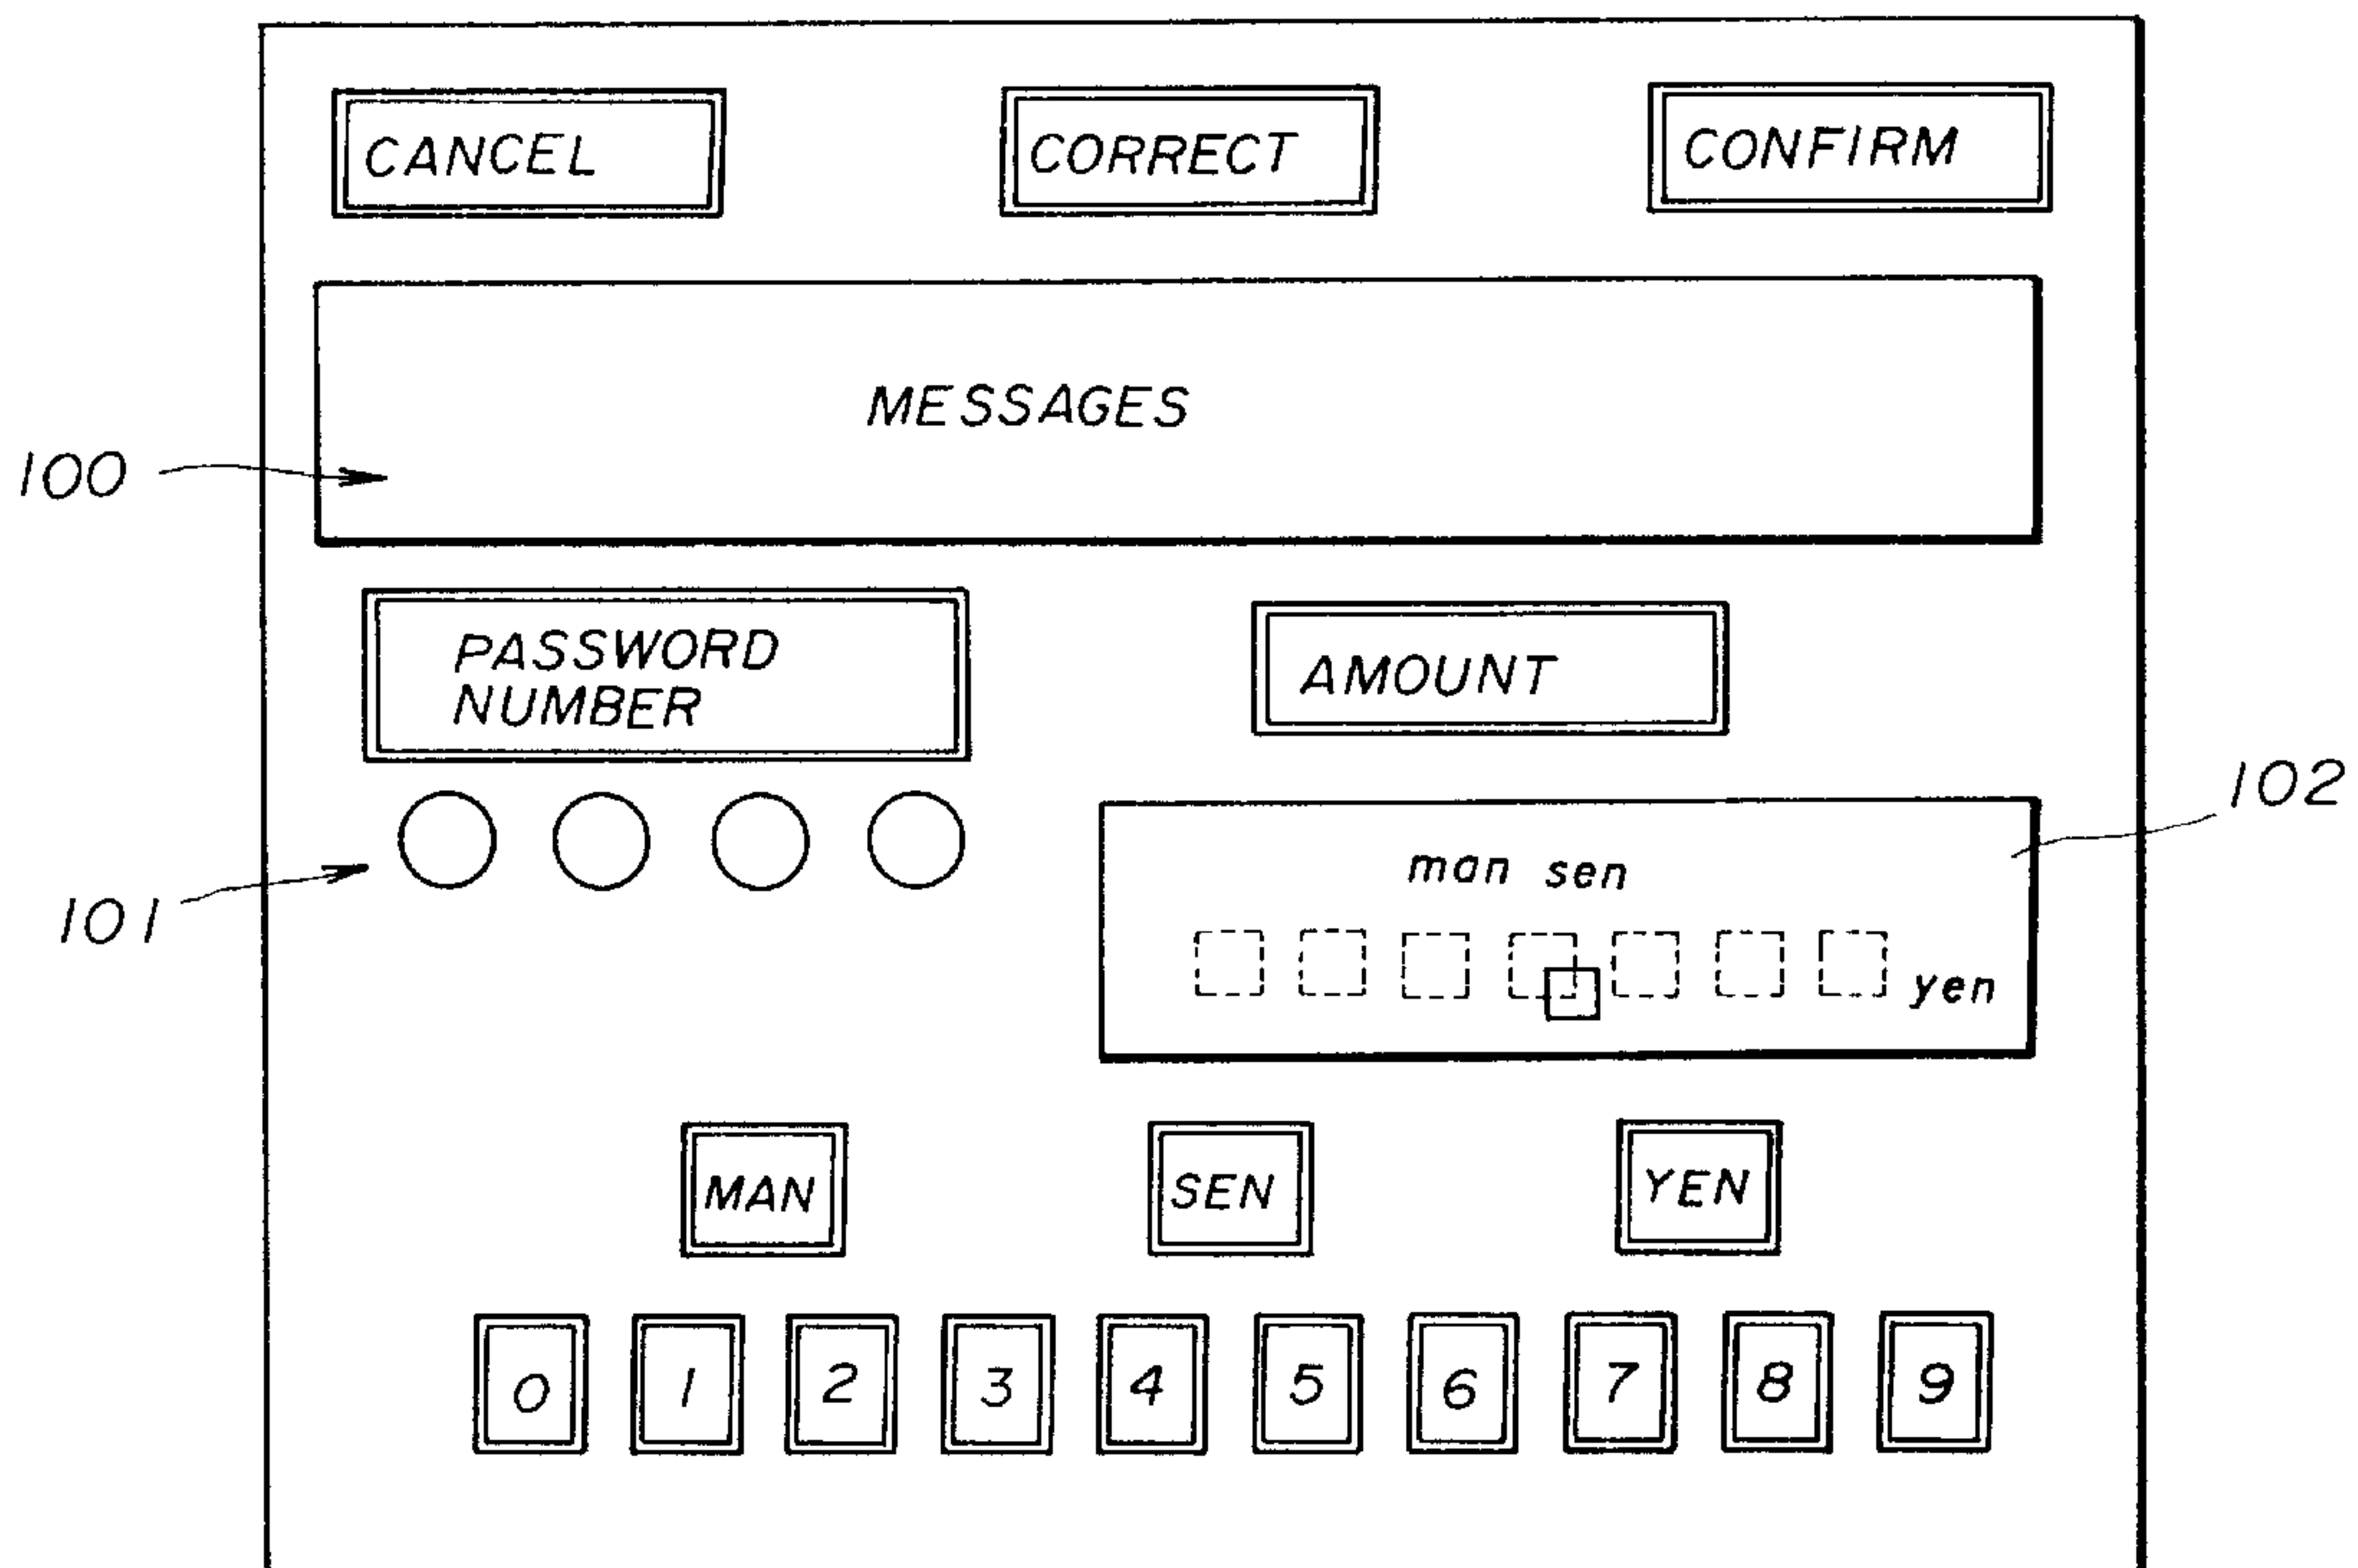 CANCEL CORRECT CONFIRM
MESSAGES
100
PASSWORD
NUMBER
AMOUNT
102
man sen
101
yen
MAN SEN YEN
0 1 2 3 4 5 6 7 8 9